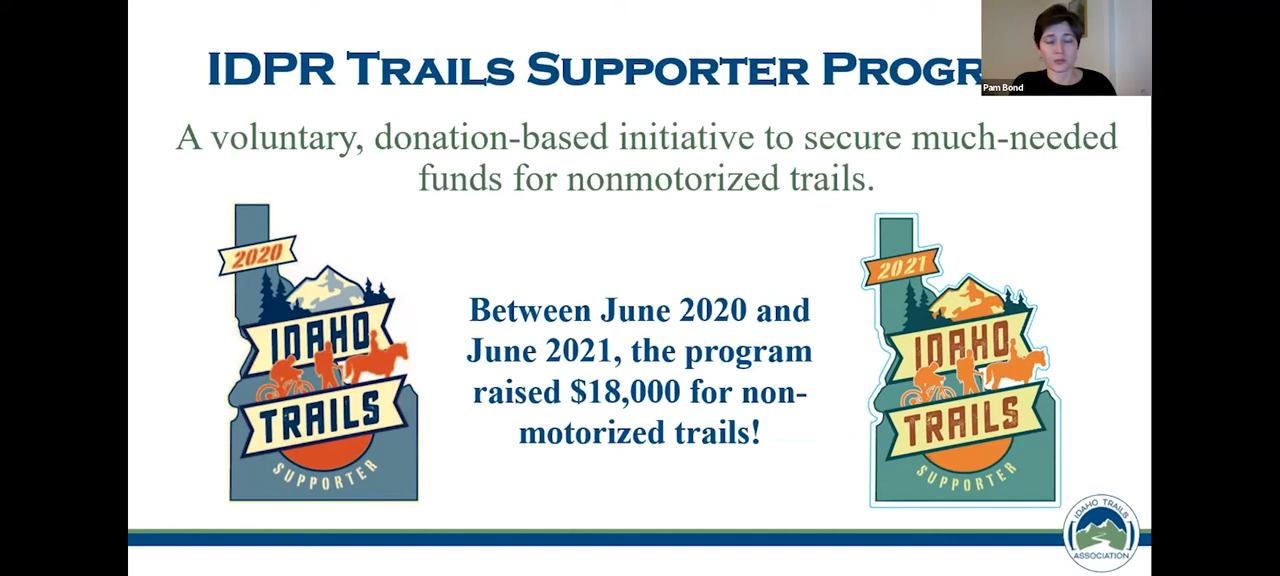 IDPR TRAILS SUPPORTER PROGR
Pam Bond
A voluntary, donation-based initiative to secure much-needed
funds for nonmotorized trails.
2020
IDAHO
TRAILS
SUPPORTER
Between June 2020 and
June 2021, the program
raised $18,000 for non-
motorized trails!
2021
IDAHO
TRAILS
SUPPORTER
IDAHO TRAILS
ASSOCIATION